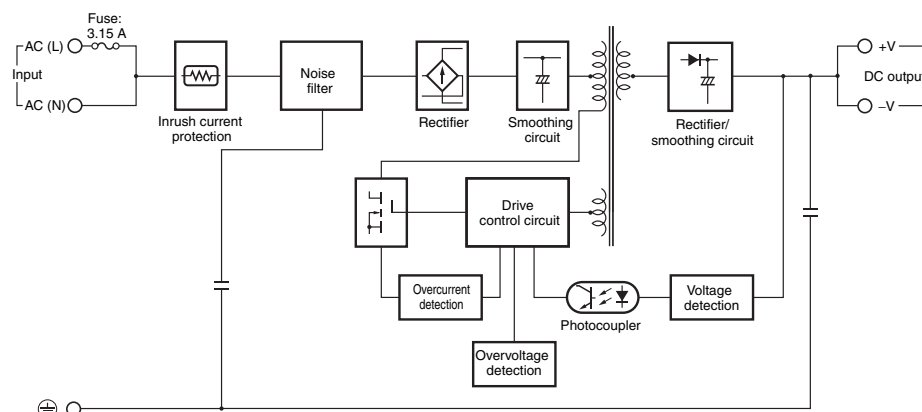 Fuse:
3.15 A
AC (L)
Input
AC (N)
Inrush current
protection
Noise
filter
Rectifier
Smoothing
circuit
Rectifier/
smoothing circuit
+V
DC output
–V
Drive
control circuit
Overcurrent
detection
Photocoupler
Voltage
detection
Overvoltage
detection